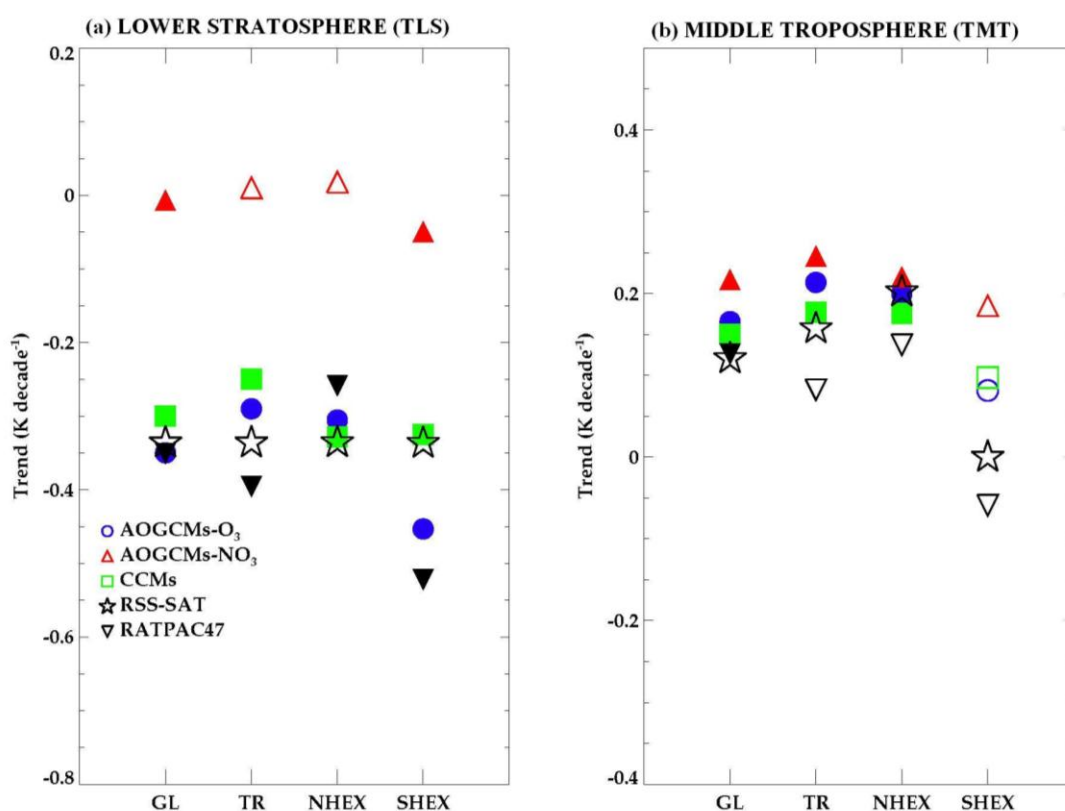 (a) LOWER STRATOSPHERE (TLS)
0.2
0
-0.2
-0.4
-0.6
-0.8
Trend (K decade⁻¹)
AOGCMs-O₃
AOGCMs-NO₃
CCMs
RSS-SAT
RATPAC47
GL TR NHEX SHEX
(b) MIDDLE TROPOSPHERE (TMT)
0.4
0.2
0
-0.2
-0.4
Trend (K decade⁻¹)
GL TR NHEX SHEX